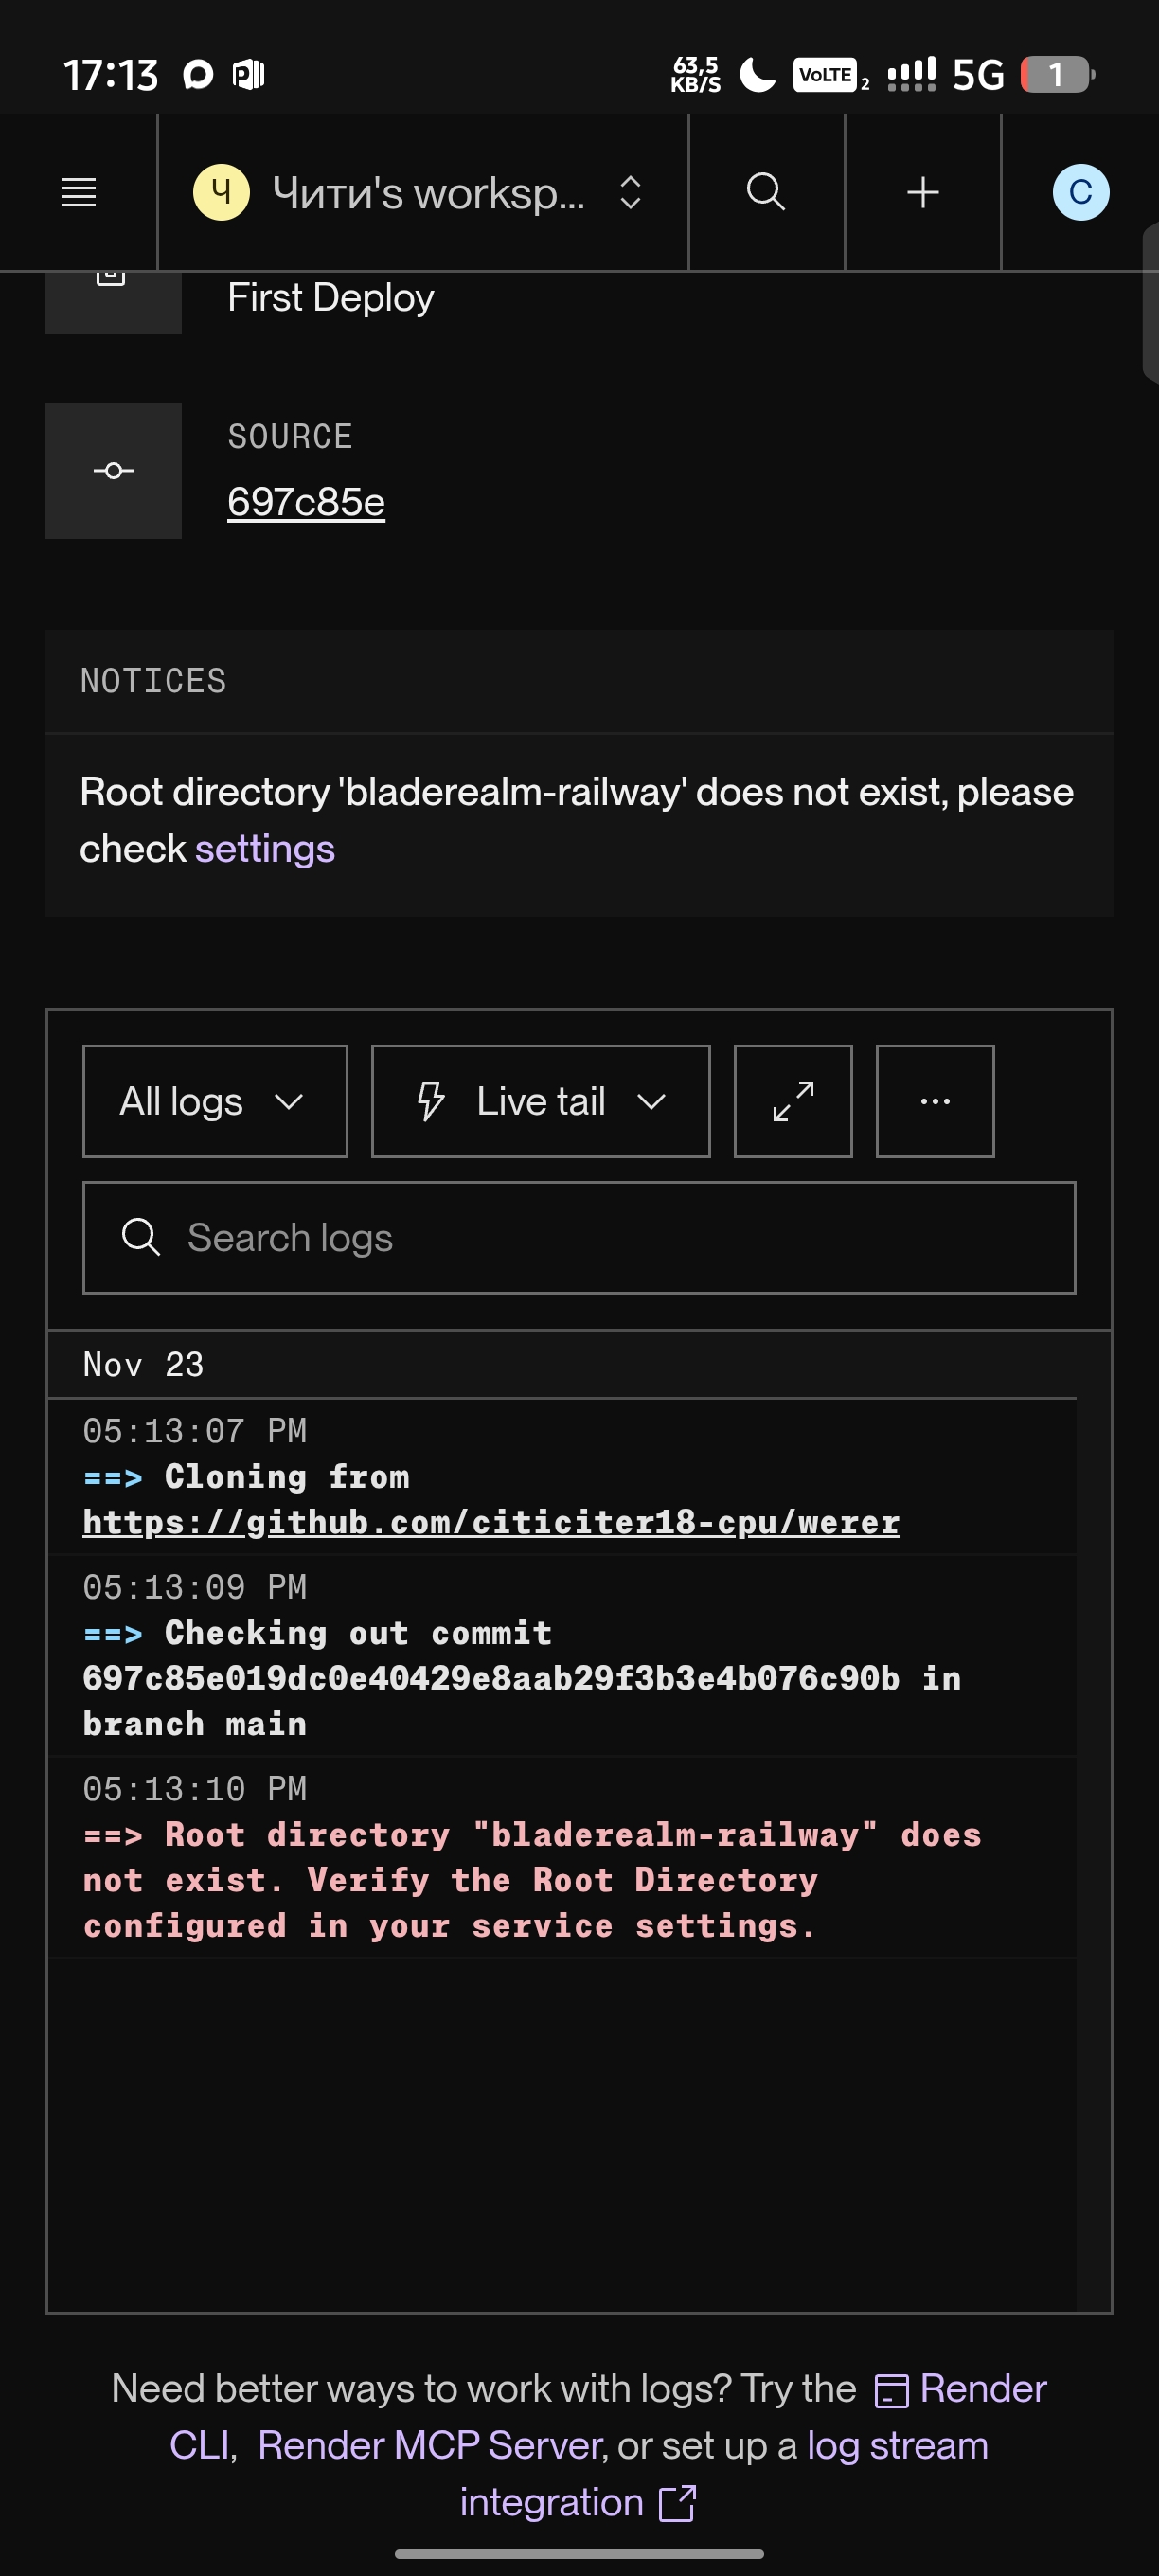 17:13
63,5
KB/S
VoLTE 2
5G
1
Ч
Чити's worksp...
C
First Deploy
SOURCE
697c85e
NOTICES
Root directory 'bladerealm-railway' does not exist, please
check settings
All logs
Live tail
Search logs
Nov 23
05:13:07 PM
==> Cloning from
https://github.com/citiciter18-cpu/werer
05:13:09 PM
==> Checking out commit
697c85e019dc0e40429e8aab29f3b3e4b076c90b in
branch main
05:13:10 PM
==> Root directory "bladerealm-railway" does
not exist. Verify the Root Directory
configured in your service settings.
Need better ways to work with logs? Try the Render
CLI, Render MCP Server, or set up a log stream
integration